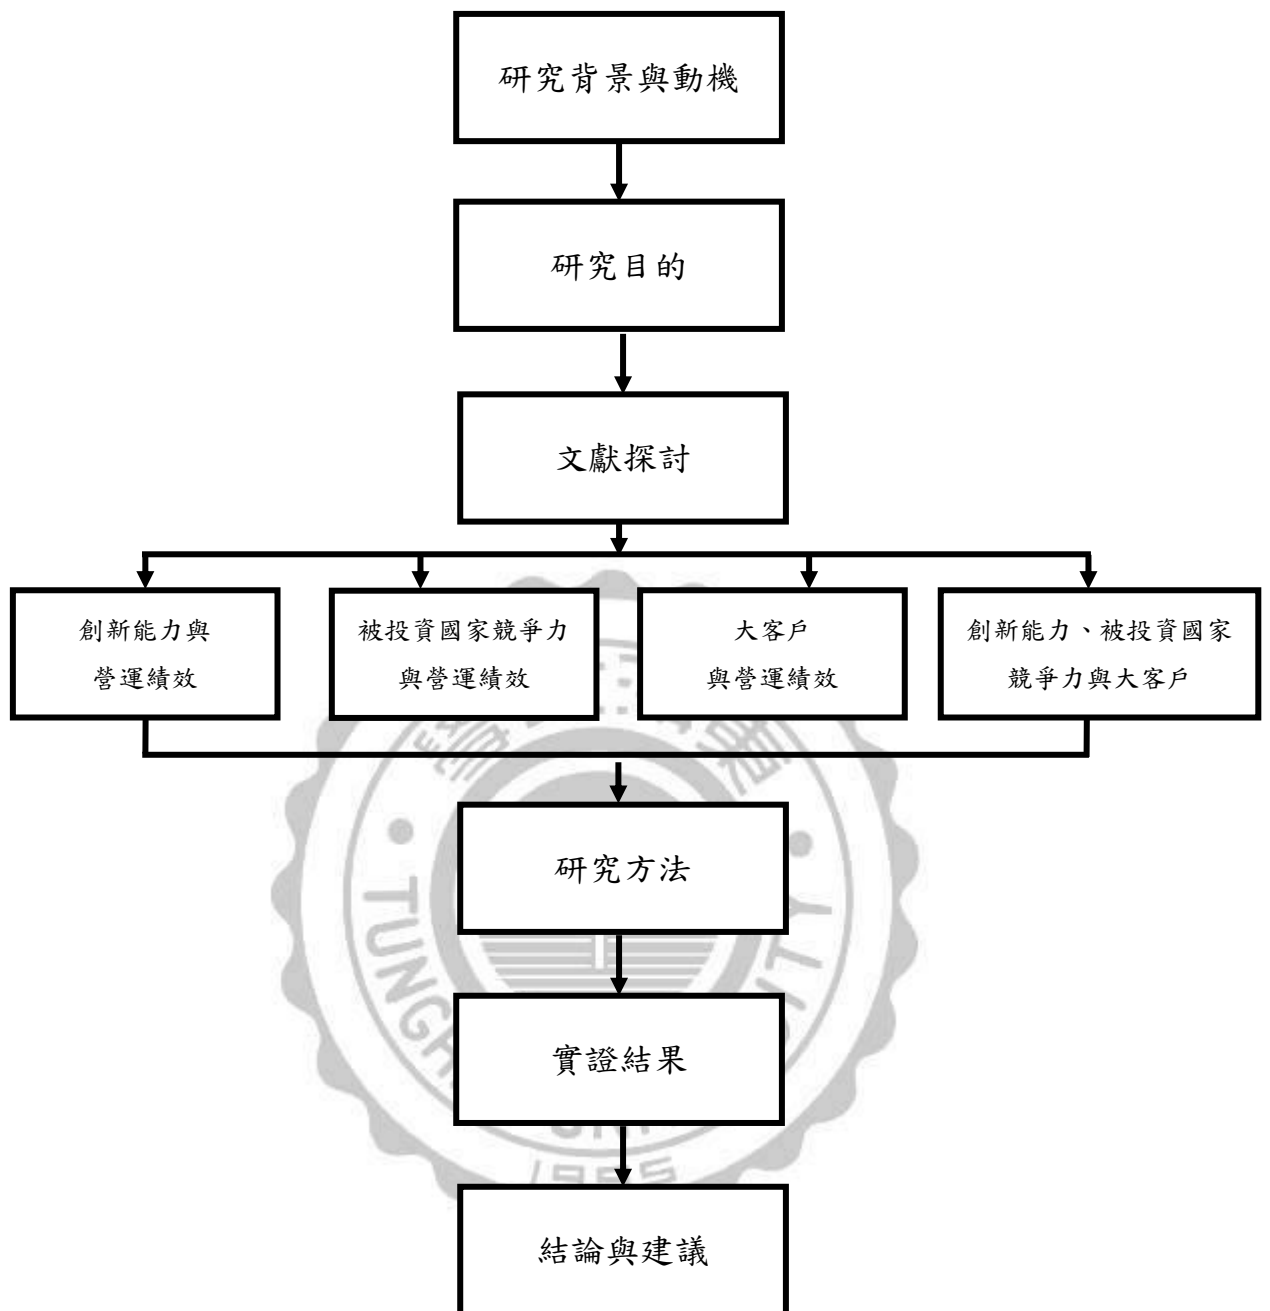 研究背景與動機
研究目的
文獻探討
創新能力與
營運績效
被投資國家競爭力
與營運績效
大客戶
與營運績效
創新能力、被投資國家
競爭力與大客戶
研究方法
實證結果
結論與建議